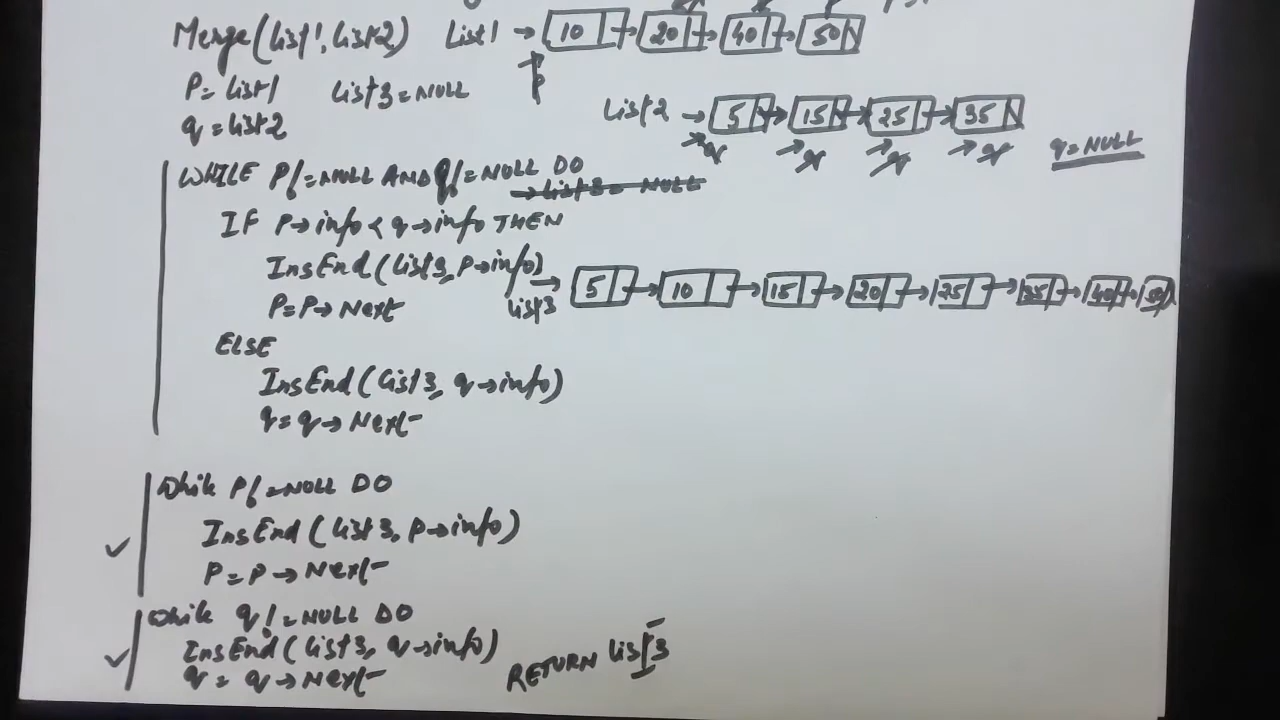 Merge(List1, List2) List1 → 10 → 20 → 40 → 50 N
P = List1 List3 = NULL P
q = List2
List2 → 5 → 15 → 25 → 35 N
q q q q q = NULL
WHILE P != NULL AND q != NULL DO
→ List3 = NULL
IF P → info < q → info THEN
InsEnd(List3, P → info)
P = P → Next
List3 → 5 → 10 → 15 → 20 → 25 → 35 → 40 → 50
ELSE
InsEnd(List3, q → info)
q = q → Next
While P != NULL DO
InsEnd(List3, P → info)
P = P → Next
While q != NULL DO
InsEnd(List3, q → info)
q = q → Next
RETURN List3